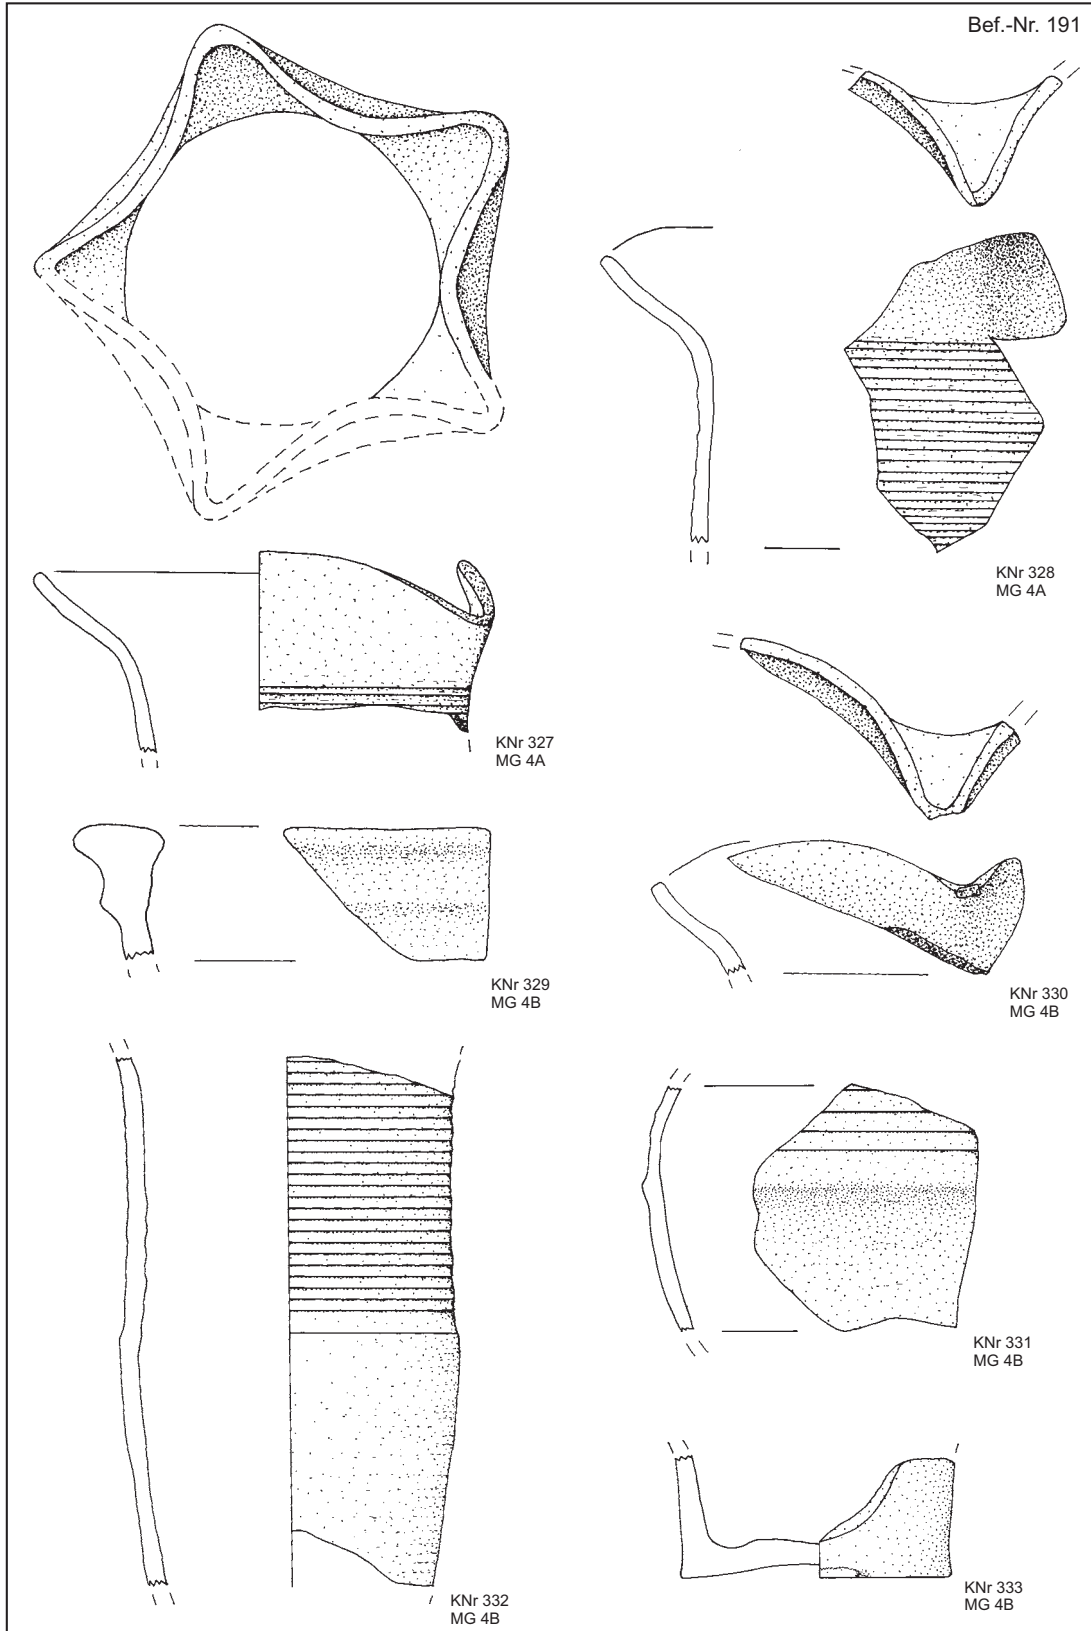 Bef.-Nr. 191
KNr 328
MG 4A
KNr 327
MG 4A
KNr 329
MG 4B
KNr 330
MG 4B
KNr 331
MG 4B
KNr 332
MG 4B
KNr 333
MG 4B